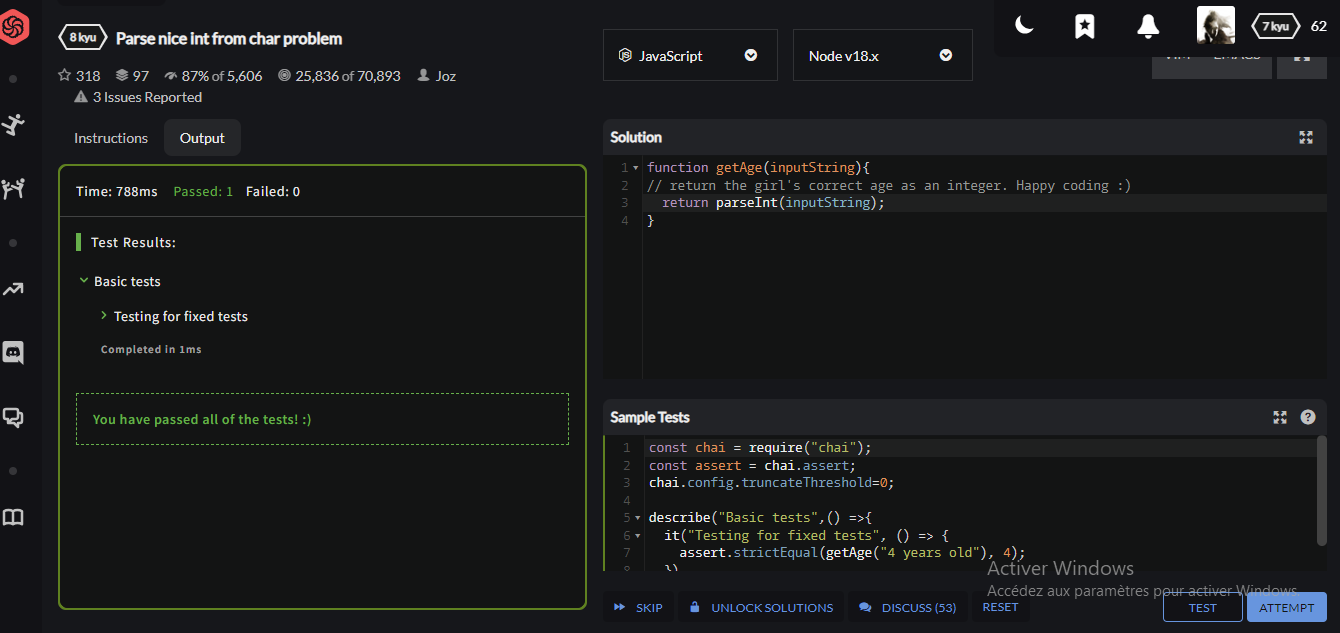 8 kyu Parse nice int from char problem
318 97 87% of 5,606 25,836 of 70,893 Joz
3 Issues Reported
Instructions Output
Time: 788ms Passed: 1 Failed: 0
Test Results:
Basic tests
Testing for fixed tests
Completed in 1ms
You have passed all of the tests! :)
7 kyu 62
JavaScript Node v18.x
VIM EMACS
Solution
1 function getAge(inputString){
2 // return the girl's correct age as an integer. Happy coding :)
3 return parseInt(inputString);
4 }
Sample Tests
1 const chai = require("chai");
2 const assert = chai.assert;
3 chai.config.truncateThreshold=0;
4
5 describe("Basic tests",() =>{
6 it("Testing for fixed tests", () => {
7 assert.strictEqual(getAge("4 years old"), 4);
8 })
Activer Windows
Accédez aux paramètres pour activer Windows.
SKIP UNLOCK SOLUTIONS DISCUSS (53) RESET TEST ATTEMPT